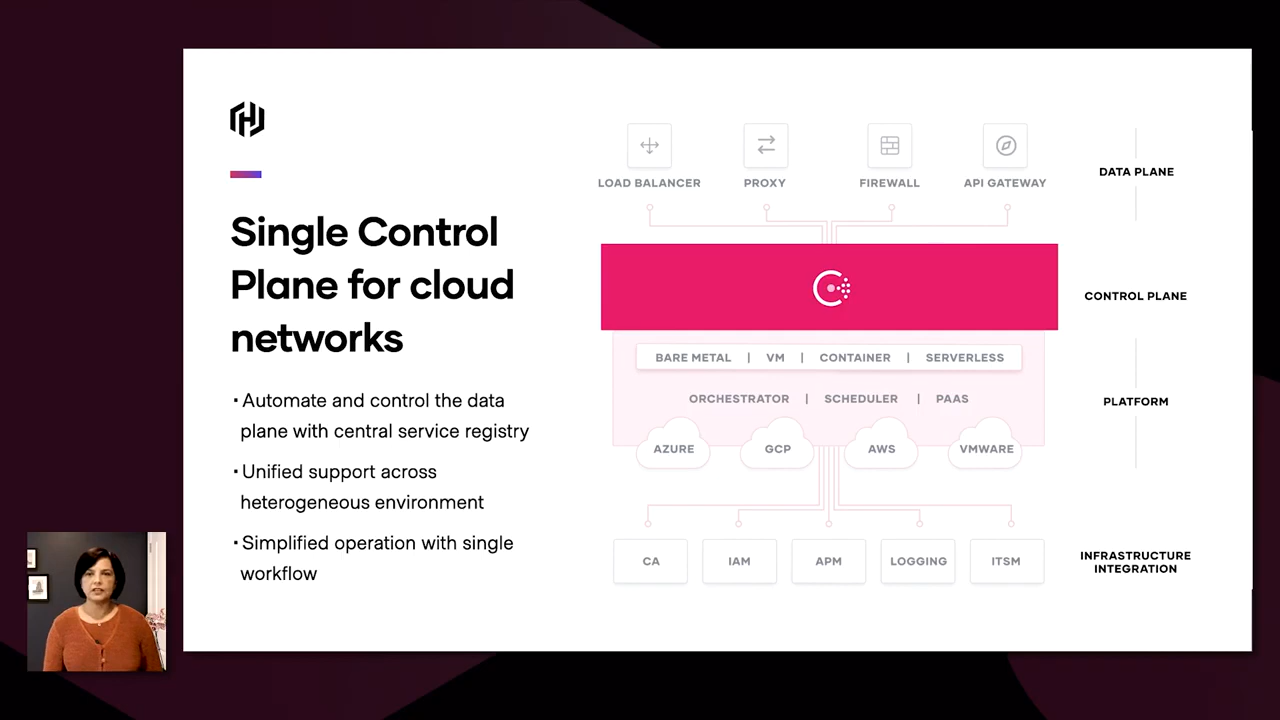 Single Control
Plane for cloud
networks
· Automate and control the data
plane with central service registry
· Unified support across
heterogeneous environment
· Simplified operation with single
workflow
LOAD BALANCER PROXY FIREWALL API GATEWAY
DATA PLANE
CONTROL PLANE
BARE METAL | VM | CONTAINER | SERVERLESS
ORCHESTRATOR | SCHEDULER | PAAS
PLATFORM
AZURE GCP AWS VMWARE
CA IAM APM LOGGING ITSM
INFRASTRUCTURE
INTEGRATION